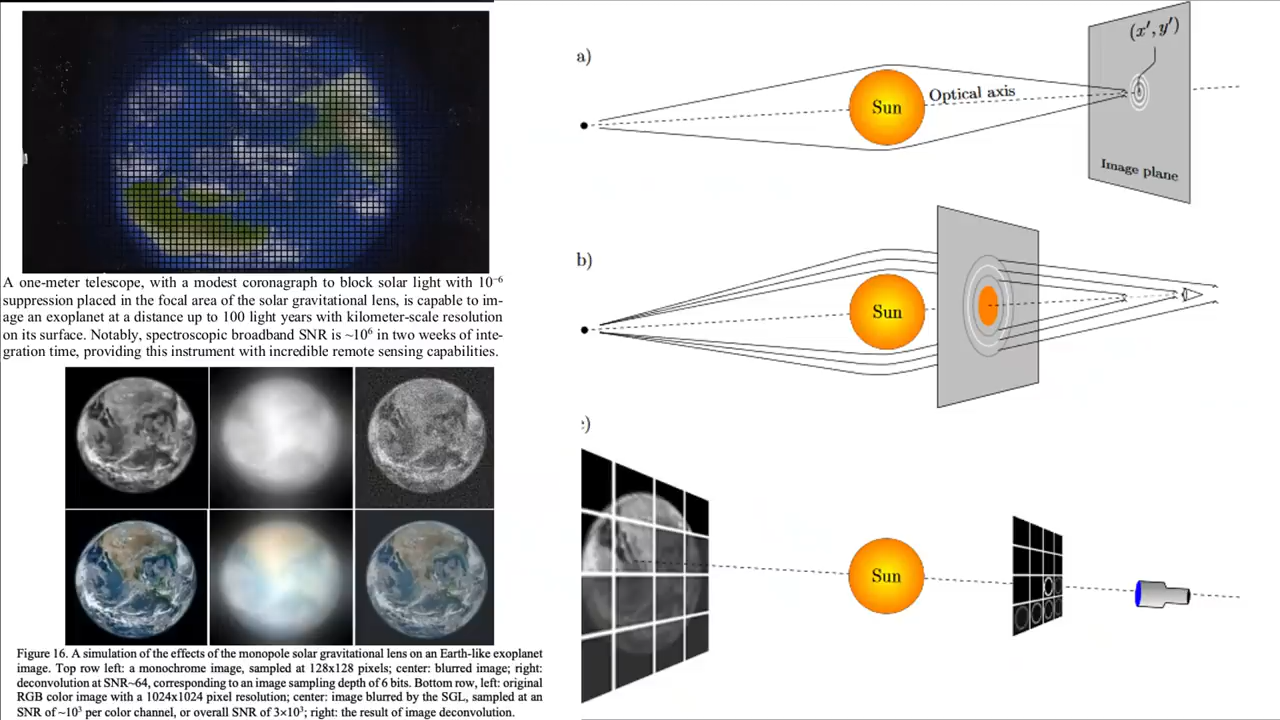 A one-meter telescope, with a modest coronagraph to block solar light with 10⁻⁶
suppression placed in the focal area of the solar gravitational lens, is capable to im-
age an exoplanet at a distance up to 100 light years with kilometer-scale resolution
on its surface. Notably, spectroscopic broadband SNR is ~10⁶ in two weeks of inte-
gration time, providing this instrument with incredible remote sensing capabilities.
Figure 16. A simulation of the effects of the monopole solar gravitational lens on an Earth-like exoplanet
image. Top row left: a monochrome image, sampled at 128x128 pixels; center: blurred image; right:
deconvolution at SNR~64, corresponding to an image sampling depth of 6 bits. Bottom row, left: original
RGB color image with a 1024x1024 pixel resolution; center: image blurred by the SGL, sampled at an
SNR of ~10³ per color channel, or overall SNR of 3×10³; right: the result of image deconvolution.
a)
Sun
Optical axis
(x′, y′)
Image plane
b)
Sun
c)
Sun